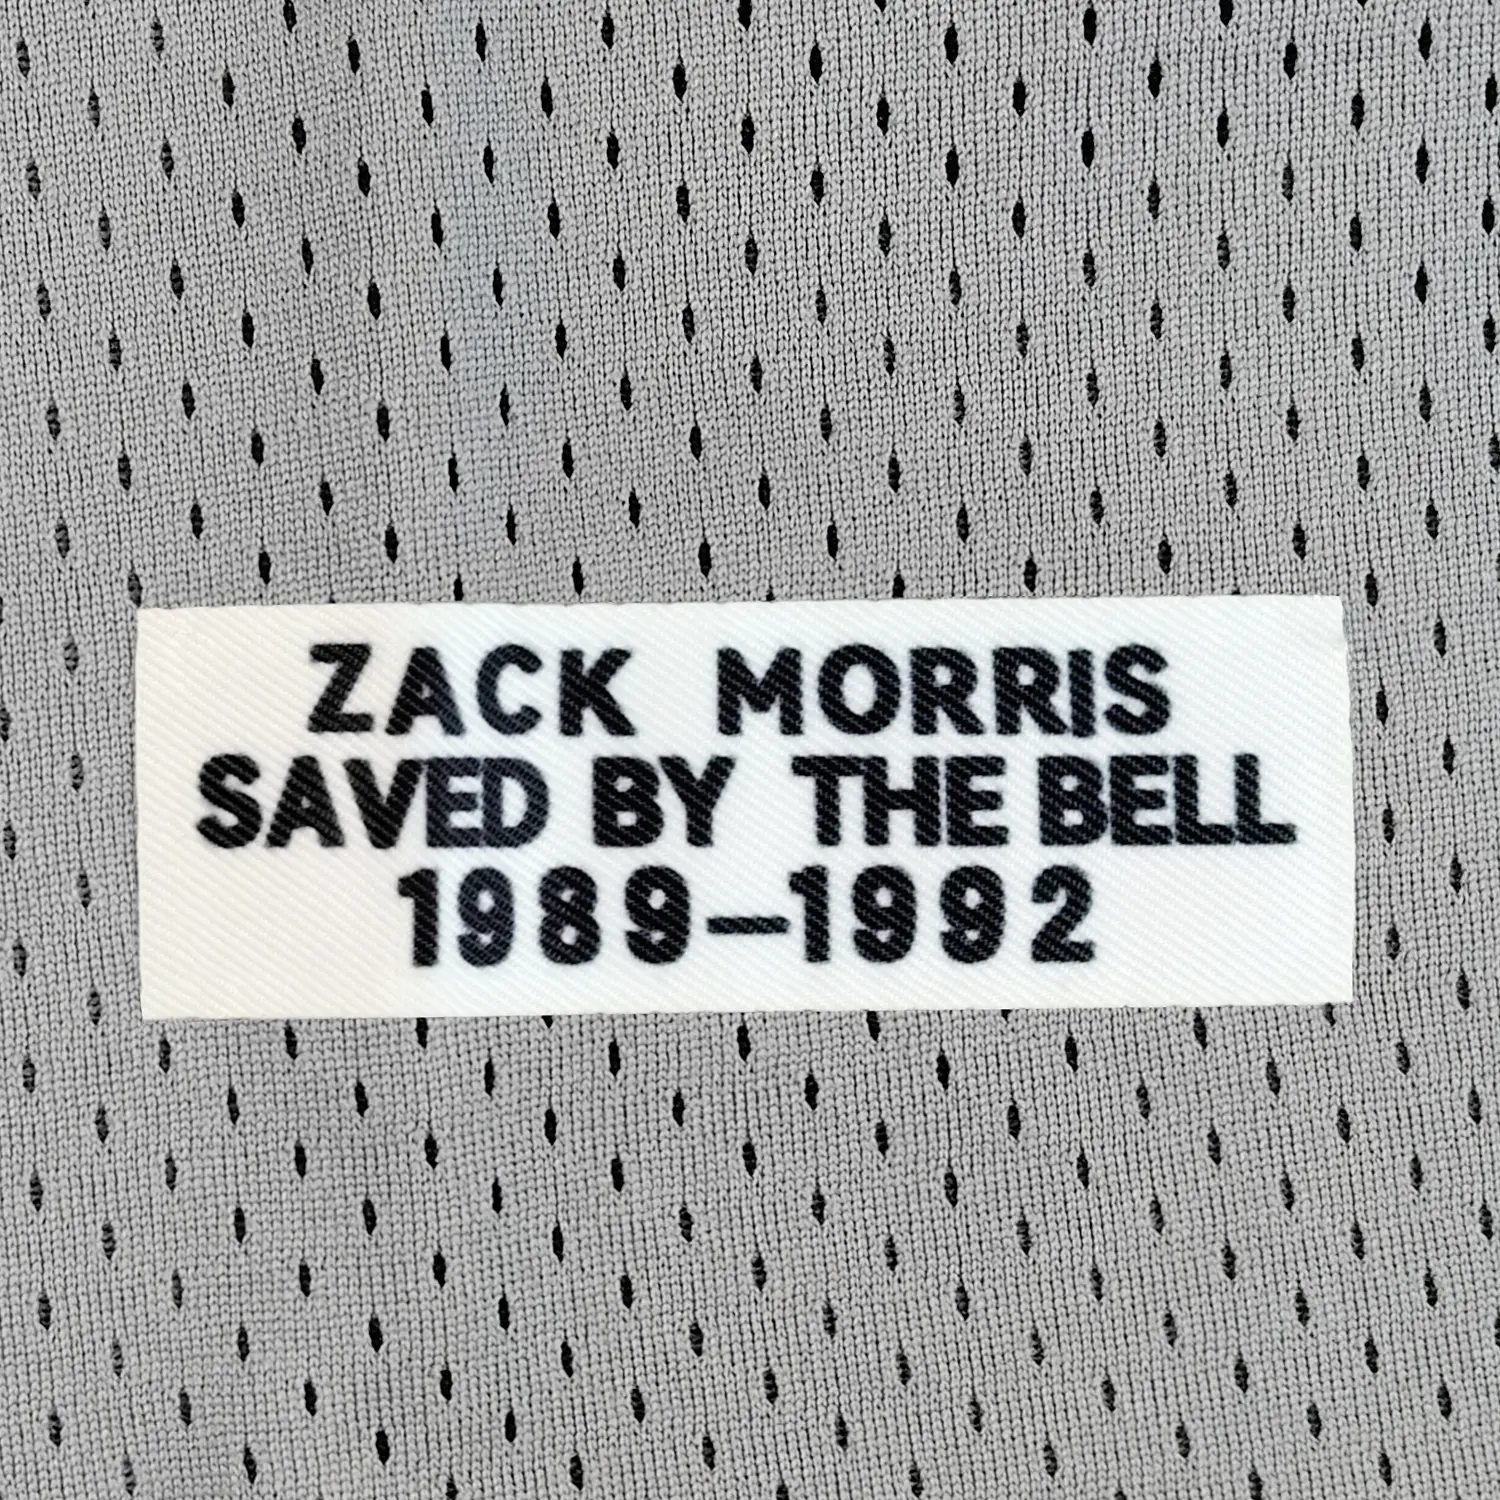 ZACK MORRIS
SAVED BY THE BELL
1989-1992